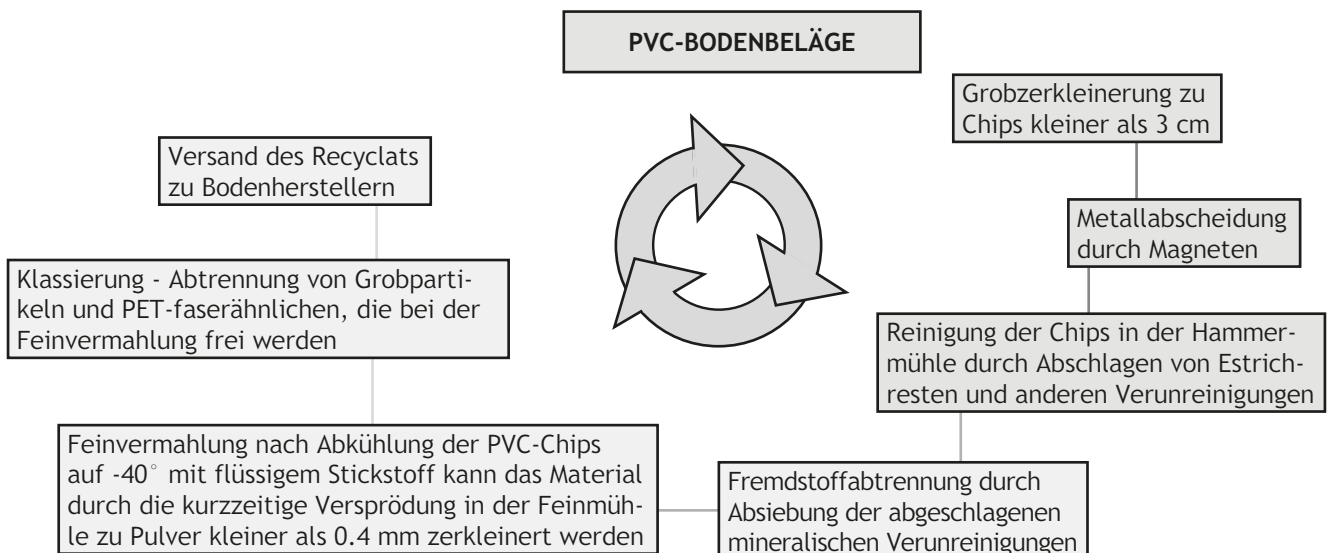 PVC-BODENBELÄGE
Grobzerkleinerung zu
Chips kleiner als 3 cm
Metallabscheidung
durch Magneten
Reinigung der Chips in der Hammer-
mühle durch Abschlagen von Estrich-
resten und anderen Verunreinigungen
Fremdstoffabtrennung durch
Absiebung der abgeschlagenen
mineralischen Verunreinigungen
Feinvermahlung nach Abkühlung der PVC-Chips
auf -40° mit flüssigem Stickstoff kann das Material
durch die kurzzeitige Versprödung in der Feinmüh-
le zu Pulver kleiner als 0.4 mm zerkleinert werden
Klassierung - Abtrennung von Grobparti-
keln und PET-faserähnlichen, die bei der
Feinvermahlung frei werden
Versand des Recyclats
zu Bodenherstellern